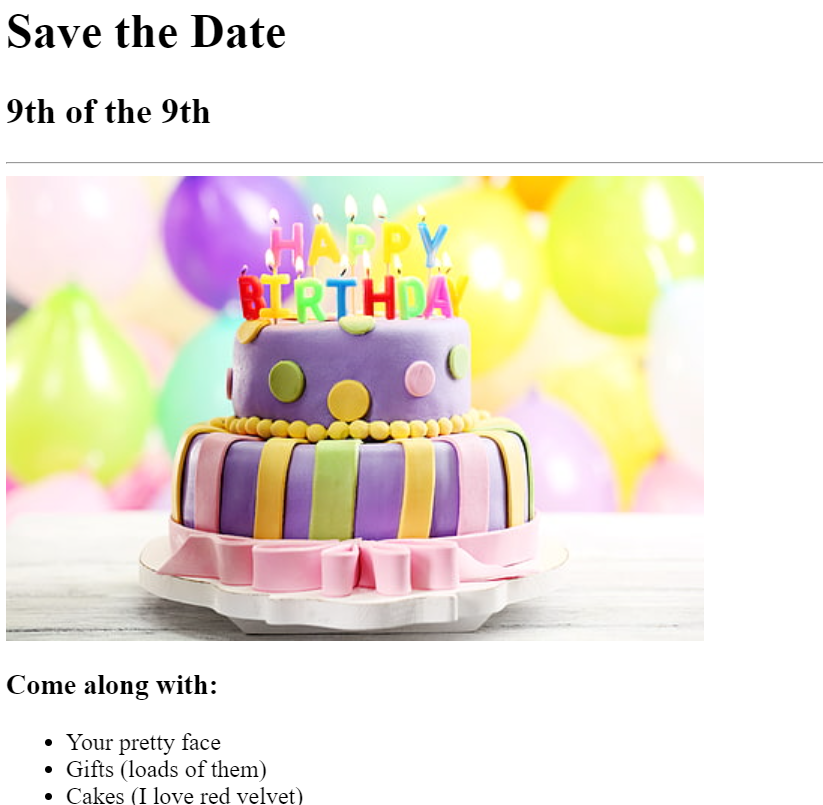 Save the Date
9th of the 9th
HAPPY
BIRTHDAY
Come along with:
Your pretty face
Gifts (loads of them)
Cakes (I love red velvet)